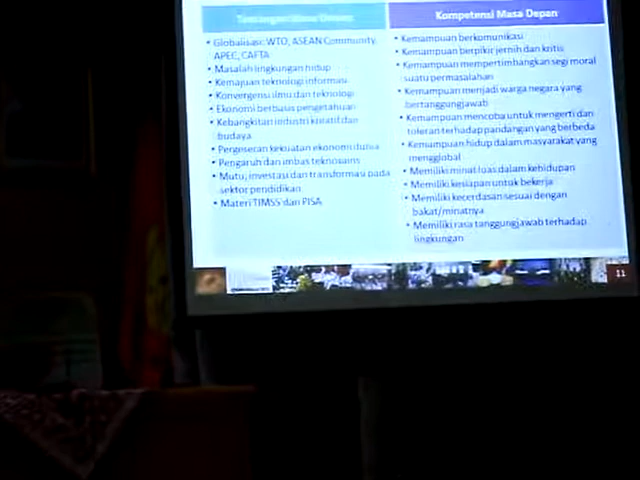 Tantangan Masa Depan
• Globalisasi: WTO, ASEAN Community,
APEC, CAFTA
• Masalah lingkungan hidup
• Kemajuan teknologi informasi
• Konvergensi ilmu dan teknologi
• Ekonomi berbasis pengetahuan
• Kebangkitan industri kreatif dan
budaya
• Pergeseran kekuatan ekonomi dunia
• Pengaruh dan imbas teknosains
• Mutu, investasi dan transformasi pada
sektor pendidikan
• Materi TIMSS dan PISA
Kompetensi Masa Depan
• Kemampuan berkomunikasi
• Kemampuan berpikir jernih dan kritis
• Kemampuan mempertimbangkan segi moral
suatu permasalahan
• Kemampuan menjadi warga negara yang
bertanggungjawab
• Kemampuan mencoba untuk mengerti dan
toleran terhadap pandangan yang berbeda
• Kemampuan hidup dalam masyarakat yang
mengglobal
• Memiliki minat luas dalam kehidupan
• Memiliki kesiapan untuk bekerja
• Memiliki kecerdasan sesuai dengan
bakat/minatnya
• Memiliki rasa tanggungjawab terhadap
lingkungan
11